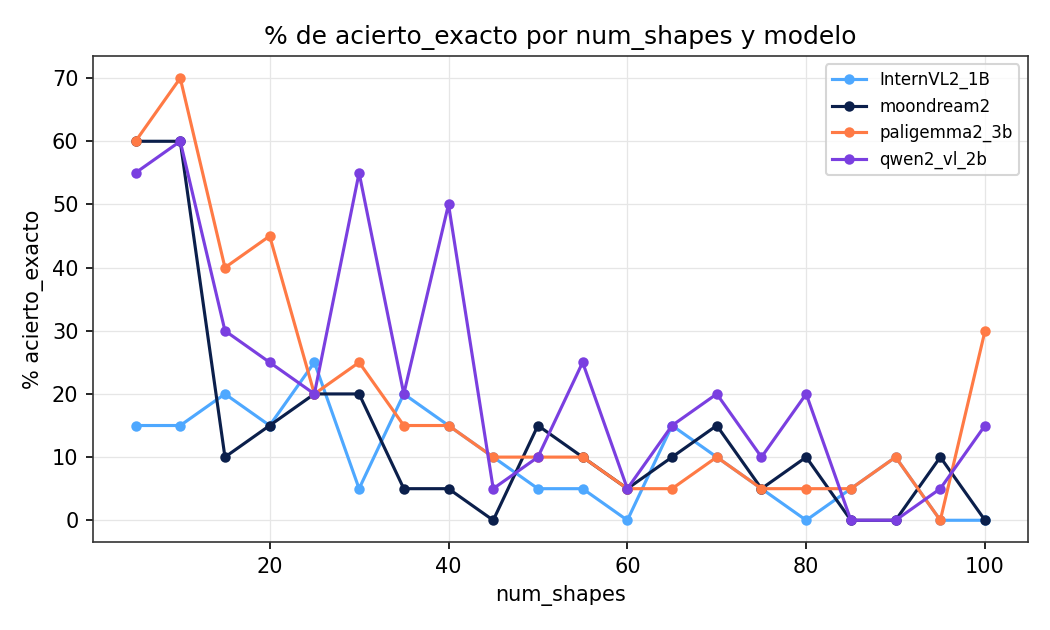 % de acierto_exacto por num_shapes y modelo
InternVL2_1B
moondream2
paligemma2_3b
qwen2_vl_2b
% acierto_exacto
70
60
50
40
30
20
10
0
20 40 60 80 100
num_shapes